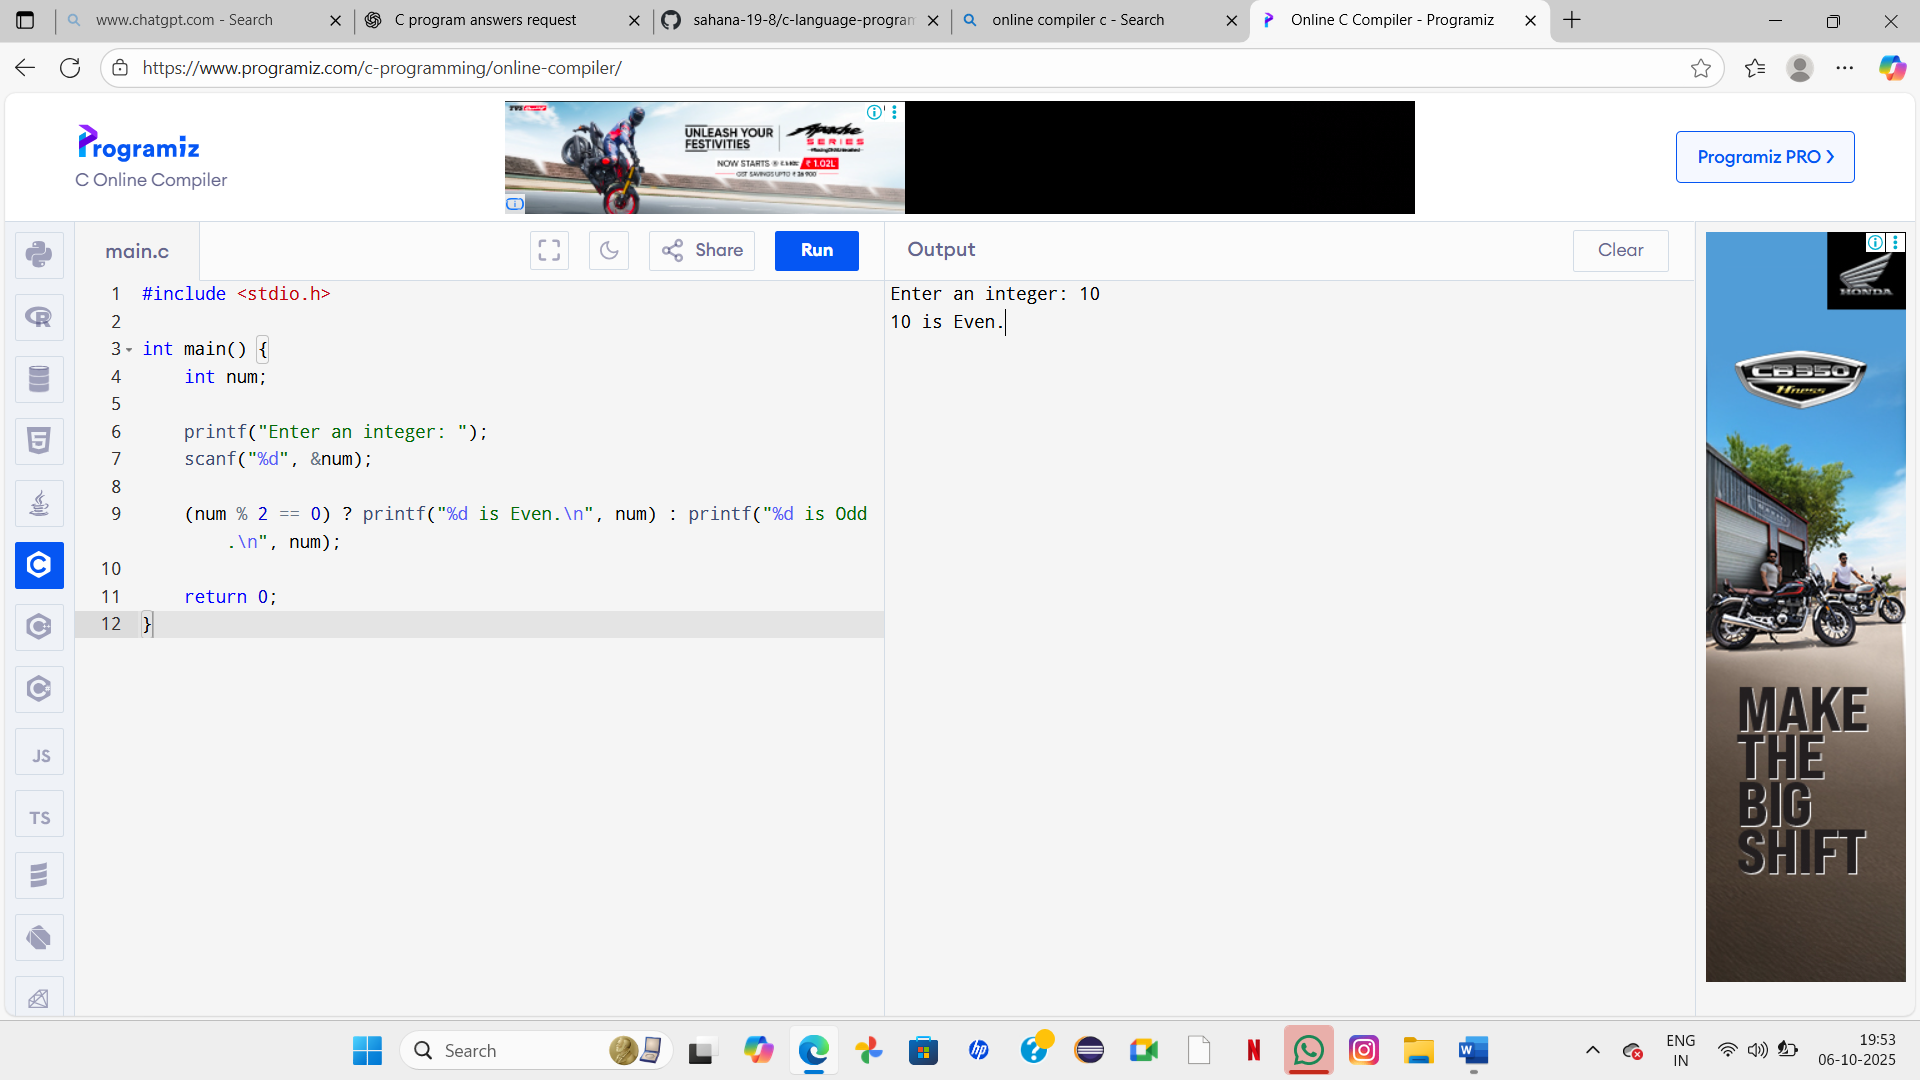 www.chatgpt.com - Search
C program answers request
sahana-19-8/c-language-program
online compiler c - Search
Online C Compiler - Programiz
https://www.programiz.com/c-programming/online-compiler/
Programiz
C Online Compiler
UNLEASH YOUR
FESTIVITIES
Apache
SERIES
NOW STARTS @
₹ 1.02L
GST SAVINGS UPTO ₹ 26 900
Programiz PRO
main.c
Share
Run
Output
Clear
1 #include <stdio.h>
2
3 int main() {
4 int num;
5
6 printf("Enter an integer: ");
7 scanf("%d", &num);
8
9 (num % 2 == 0) ? printf("%d is Even.\n", num) : printf("%d is Odd
.\n", num);
10
11 return 0;
12 }
Enter an integer: 10
10 is Even.
JS
TS
HONDA
CB350
H'ness
MAKE
THE
BIG
SHIFT
Search
hp
N
W
ENG
IN
19:53
06-10-2025